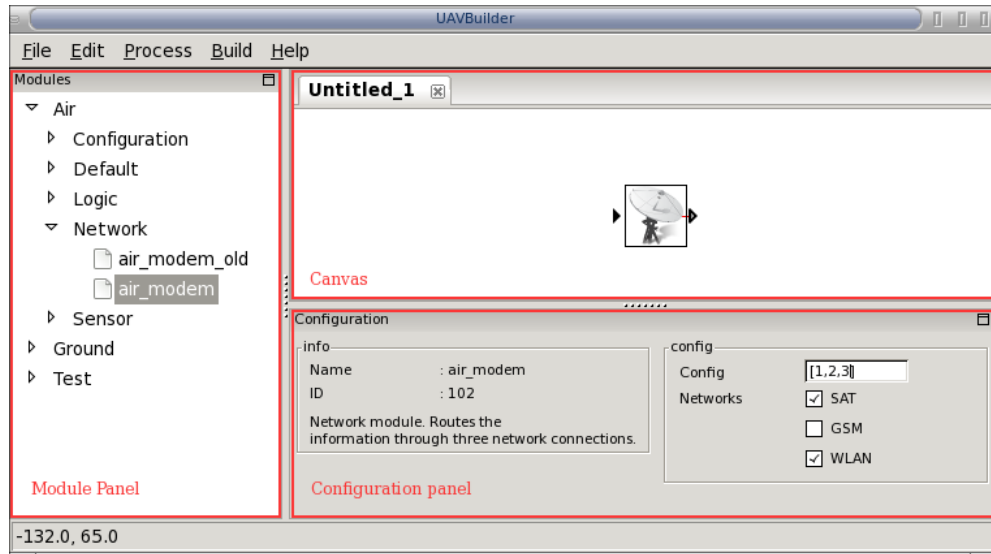 UAVBuilder
File Edit Process Build Help
Modules
Air
Configuration
Default
Logic
Network
air_modem_old
air_modem
Sensor
Ground
Test
Module Panel
Untitled_1
Canvas
Configuration
info
Name : air_modem
ID : 102
Network module. Routes the
information through three network connections.
config
Config [1,2,3]
Networks SAT
GSM
WLAN
Configuration panel
-132.0, 65.0